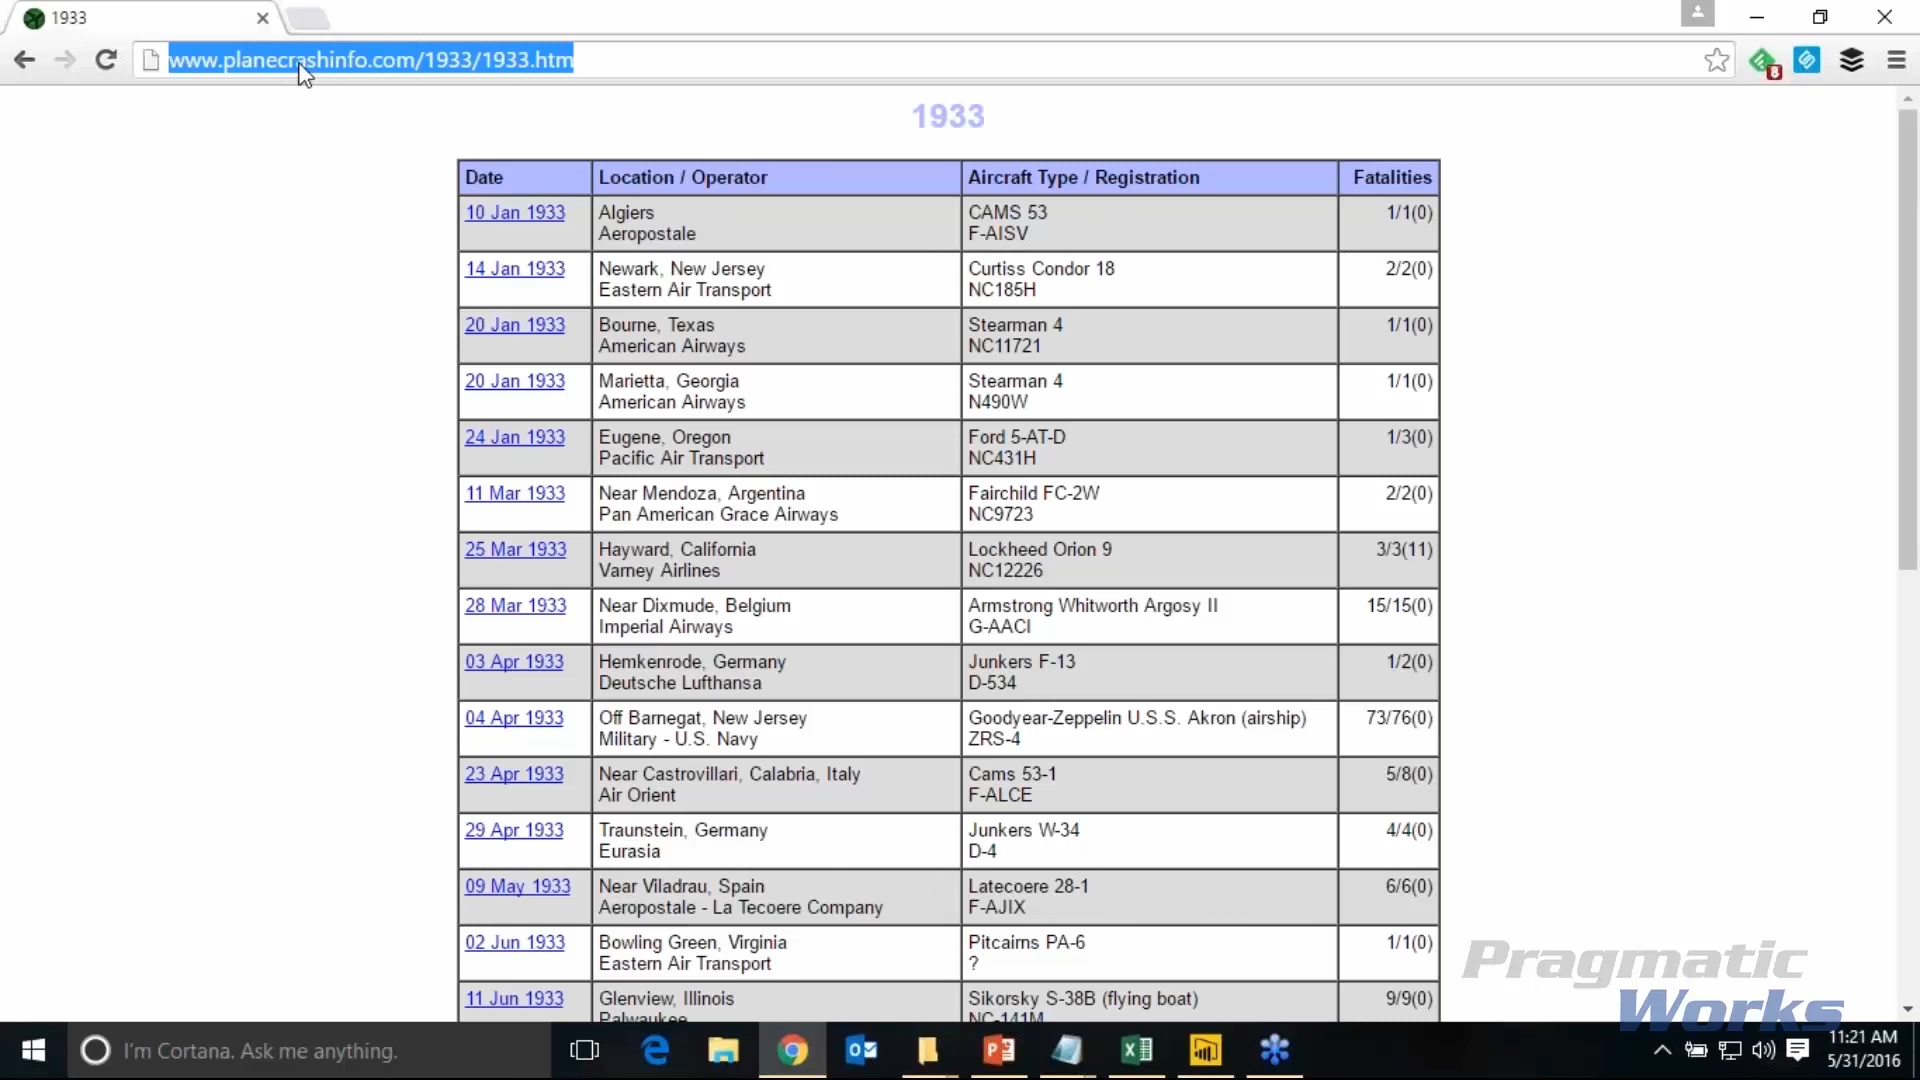 1933
www.planecrashinfo.com/1933/1933.htm
8
1933
Date Location / Operator Aircraft Type / Registration Fatalities
10 Jan 1933 Algiers CAMS 53 1/1(0)
Aeropostale F-AISV
14 Jan 1933 Newark, New Jersey Curtiss Condor 18 2/2(0)
Eastern Air Transport NC185H
20 Jan 1933 Bourne, Texas Stearman 4 1/1(0)
American Airways NC11721
20 Jan 1933 Marietta, Georgia Stearman 4 1/1(0)
American Airways N490W
24 Jan 1933 Eugene, Oregon Ford 5-AT-D 1/3(0)
Pacific Air Transport NC431H
11 Mar 1933 Near Mendoza, Argentina Fairchild FC-2W 2/2(0)
Pan American Grace Airways NC9723
25 Mar 1933 Hayward, California Lockheed Orion 9 3/3(11)
Varney Airlines NC12226
28 Mar 1933 Near Dixmude, Belgium Armstrong Whitworth Argosy II 15/15(0)
Imperial Airways G-AACI
03 Apr 1933 Hemkenrode, Germany Junkers F-13 1/2(0)
Deutsche Lufthansa D-534
04 Apr 1933 Off Barnegat, New Jersey Goodyear-Zeppelin U.S.S. Akron (airship) 73/76(0)
Military - U.S. Navy ZRS-4
23 Apr 1933 Near Castrovillari, Calabria, Italy Cams 53-1 5/8(0)
Air Orient F-ALCE
29 Apr 1933 Traunstein, Germany Junkers W-34 4/4(0)
Eurasia D-4
09 May 1933 Near Viladrau, Spain Latecoere 28-1 6/6(0)
Aeropostale - La Tecoere Company F-AJIX
02 Jun 1933 Bowling Green, Virginia Pitcairns PA-6 1/1(0)
Eastern Air Transport ?
11 Jun 1933 Glenview, Illinois Sikorsky S-38B (flying boat) 9/9(0)
Palwaukee NC-141M
Pragmatic
Works
I'm Cortana. Ask me anything.
11:21 AM
5/31/2016